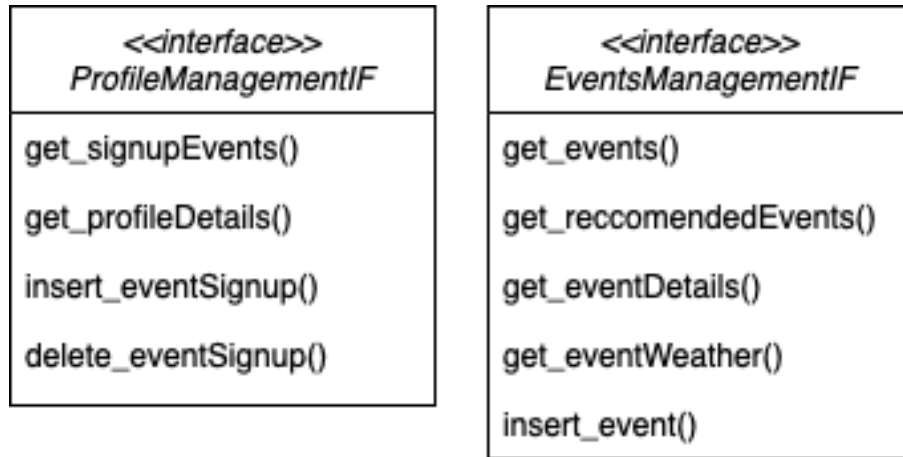 <<interface>>
ProfileManagementIF
get_signupEvents()
get_profileDetails()
insert_eventSignup()
delete_eventSignup()
<<interface>>
EventsManagementIF
get_events()
get_reccomendedEvents()
get_eventDetails()
get_eventWeather()
insert_event()